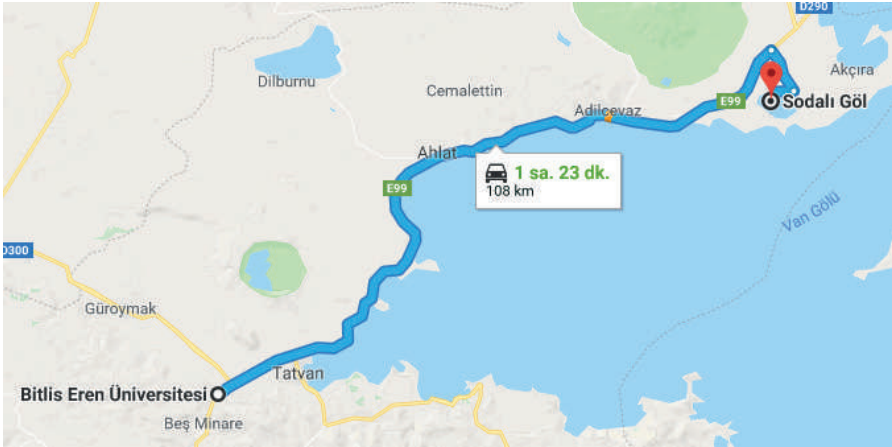 D290
Akçıra
Dilburnu
Cemalettin
Adilcevaz
E99
Sodalı Göl
Ahlat
1 sa. 23 dk.
108 km
E99
Van Gölü
D300
Güroymak
Tatvan
Bitlis Eren Üniversitesi
Beş Minare